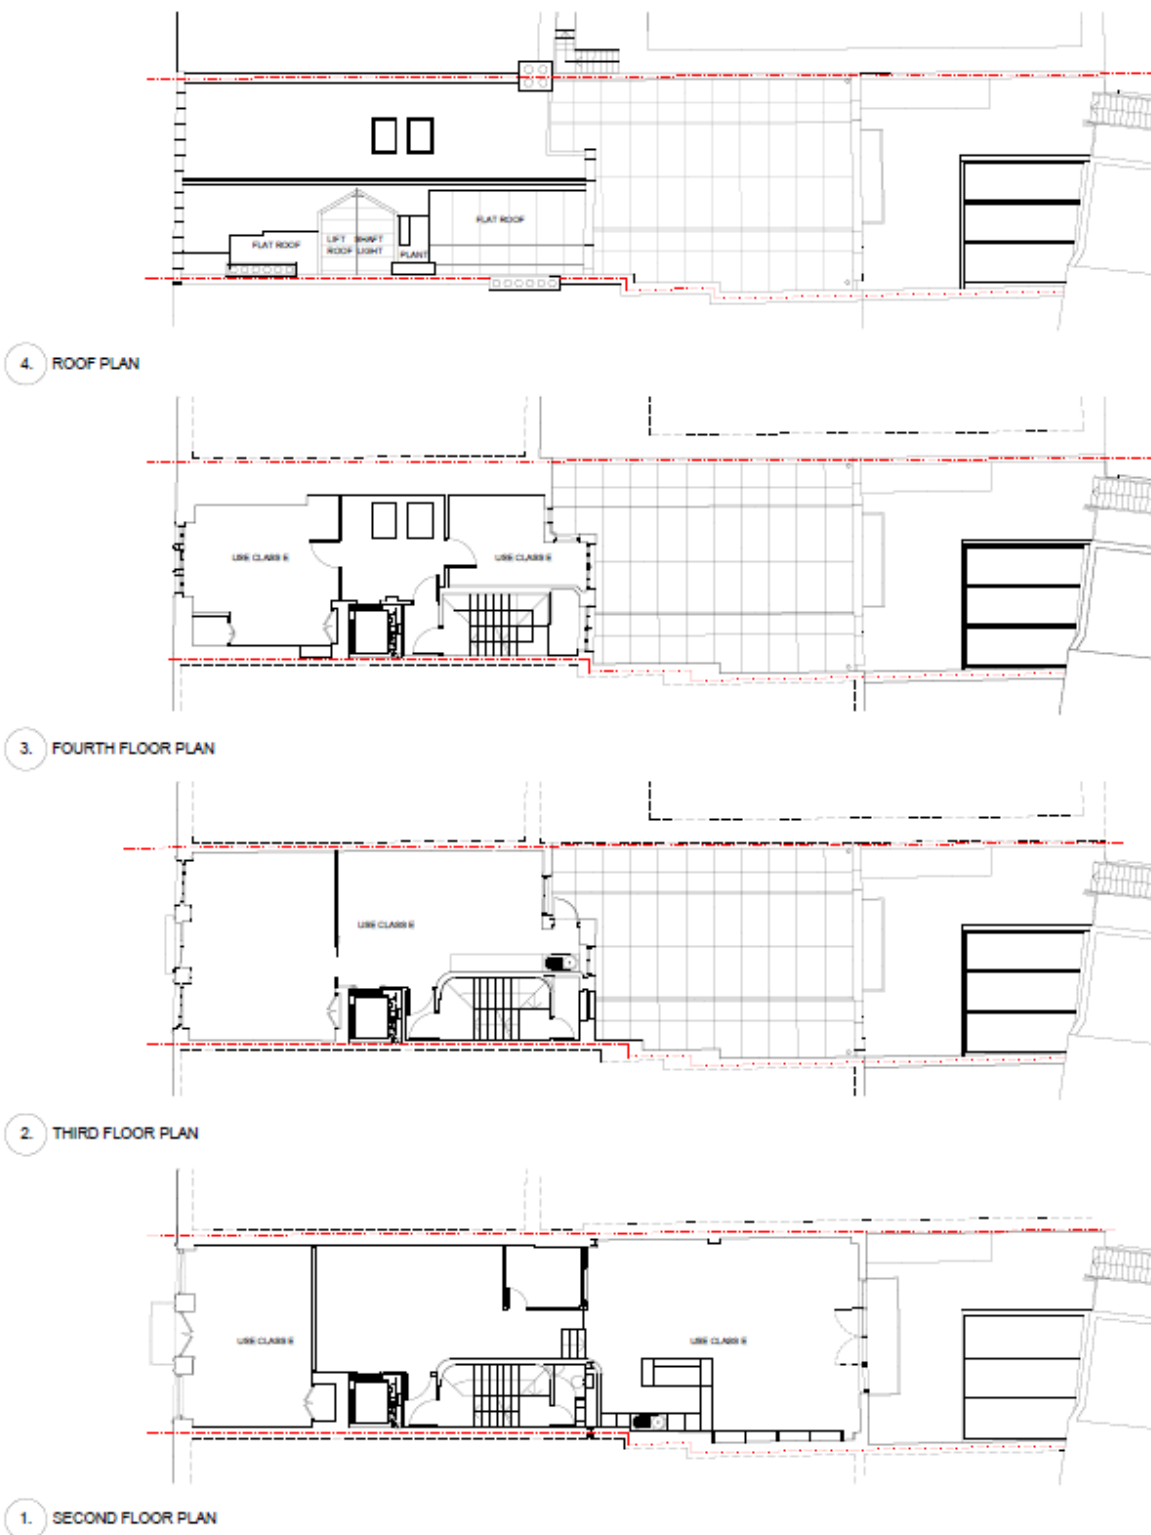 FLAT ROOF
FLAT ROOF
LIFT SHAFT
ROOF LIGHT
PLANT
4. ROOF PLAN
USE CLASS E
USE CLASS E
3. FOURTH FLOOR PLAN
USE CLASS E
2. THIRD FLOOR PLAN
USE CLASS E
USE CLASS E
1. SECOND FLOOR PLAN